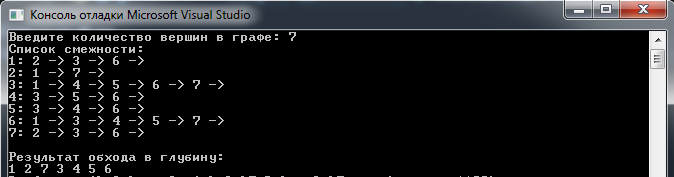 Консоль отладки Microsoft Visual Studio
Введите количество вершин в графе: 7
Список смежности:
1: 2 -> 3 -> 6 ->
2: 1 -> 7 ->
3: 1 -> 4 -> 5 -> 6 -> 7 ->
4: 3 -> 5 -> 6 ->
5: 3 -> 4 -> 6 ->
6: 1 -> 3 -> 4 -> 5 -> 7 ->
7: 2 -> 3 -> 6 ->
Результат обхода в глубину:
1 2 7 3 4 5 6